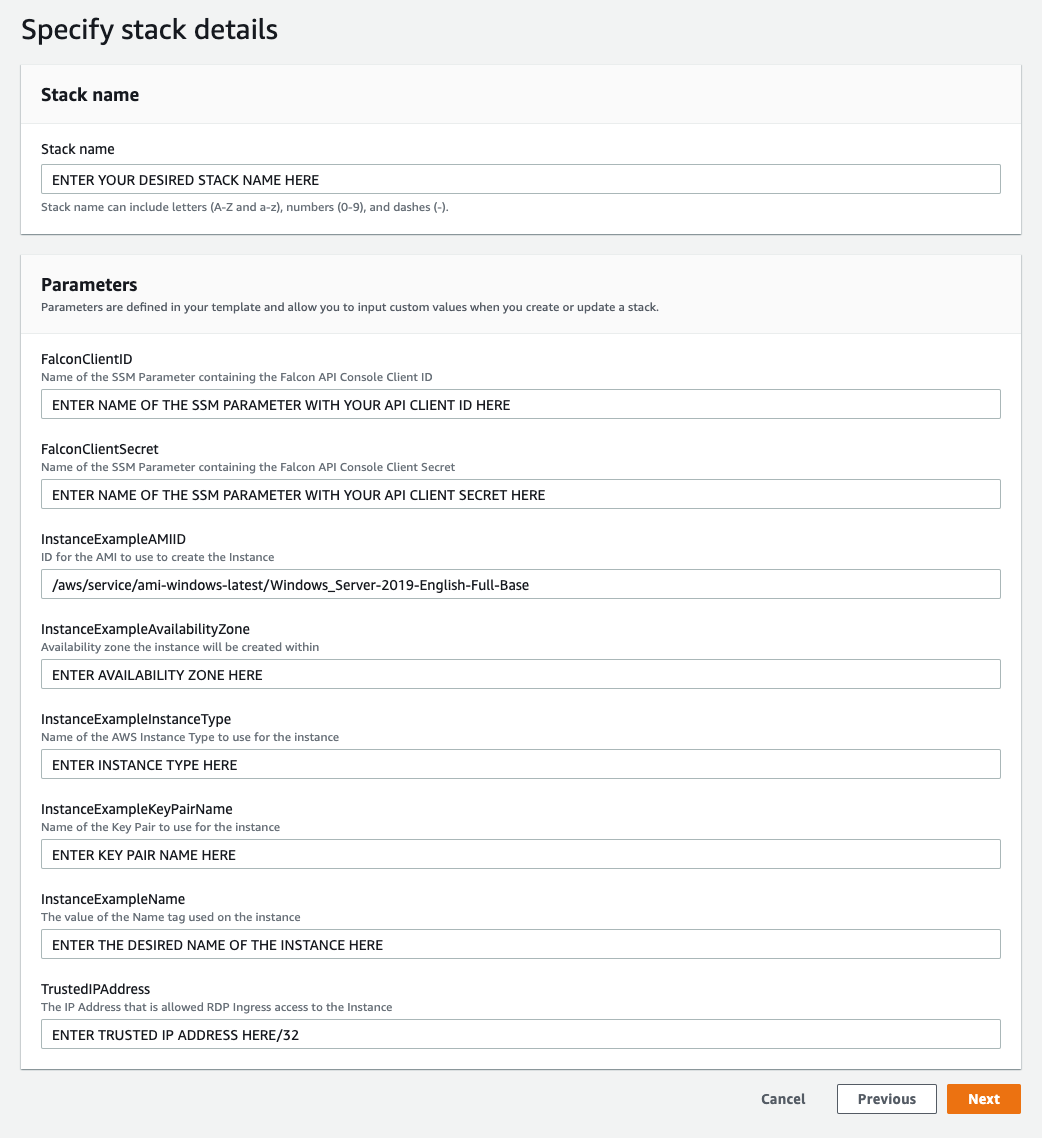 Specify stack details
Stack name
Stack name
ENTER YOUR DESIRED STACK NAME HERE
Stack name can include letters (A-Z and a-z), numbers (0-9), and dashes (-).
Parameters
Parameters are defined in your template and allow you to input custom values when you create or update a stack.
FalconClientID
Name of the SSM Parameter containing the Falcon API Console Client ID
ENTER NAME OF THE SSM PARAMETER WITH YOUR API CLIENT ID HERE
FalconClientSecret
Name of the SSM Parameter containing the Falcon API Console Client Secret
ENTER NAME OF THE SSM PARAMETER WITH YOUR API CLIENT SECRET HERE
InstanceExampleAMIID
ID for the AMI to use to create the Instance
/aws/service/ami-windows-latest/Windows_Server-2019-English-Full-Base
InstanceExampleAvailabilityZone
Availability zone the instance will be created within
ENTER AVAILABILITY ZONE HERE
InstanceExampleInstanceType
Name of the AWS Instance Type to use for the instance
ENTER INSTANCE TYPE HERE
InstanceExampleKeyPairName
Name of the Key Pair to use for the instance
ENTER KEY PAIR NAME HERE
InstanceExampleName
The value of the Name tag used on the instance
ENTER THE DESIRED NAME OF THE INSTANCE HERE
TrustedIPAddress
The IP Address that is allowed RDP Ingress access to the Instance
ENTER TRUSTED IP ADDRESS HERE/32
Cancel Previous Next